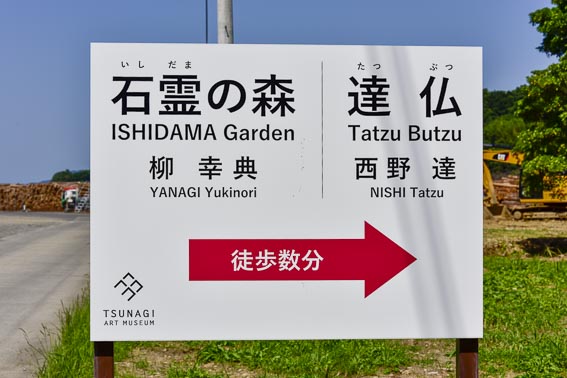 いしだま
石霊の森
ISHIDAMA Garden
柳 幸典
YANAGI Yukinori
たつ ぶつ
達 仏
Tatzu Butzu
西野 達
NISHI Tatzu
徒歩数分
TSUNAGI
ART MUSEUM